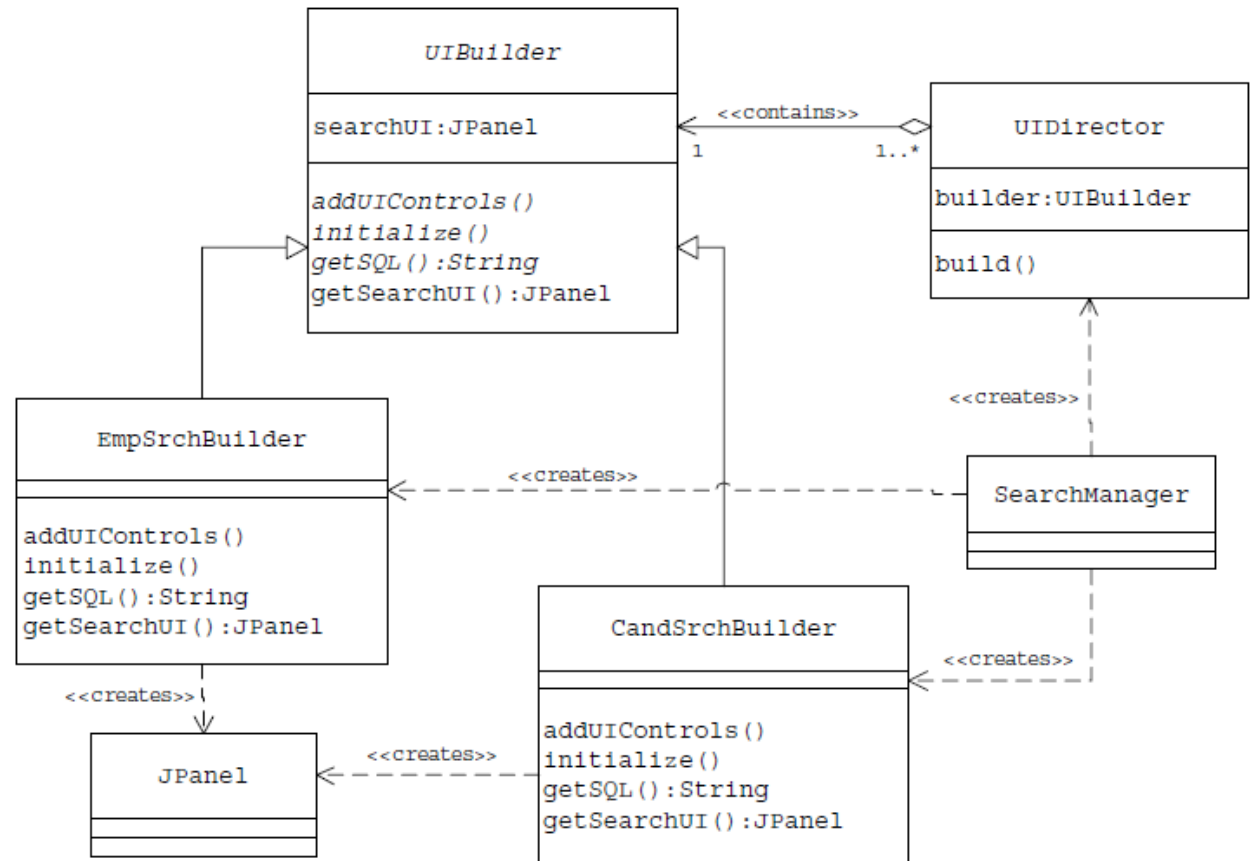 UIBuilder
searchUI:JPanel
addUIControls()
initialize()
getSQL():String
getSearchUI():JPanel
<<contains>>
1
1..*
UIDirector
builder:UIBuilder
build()
<<creates>>
EmpSrchBuilder
addUIControls()
initialize()
getSQL():String
getSearchUI():JPanel
<<creates>>
SearchManager
CandSrchBuilder
addUIControls()
initialize()
getSQL():String
getSearchUI():JPanel
<<creates>>
<<creates>>
JPanel
<<creates>>